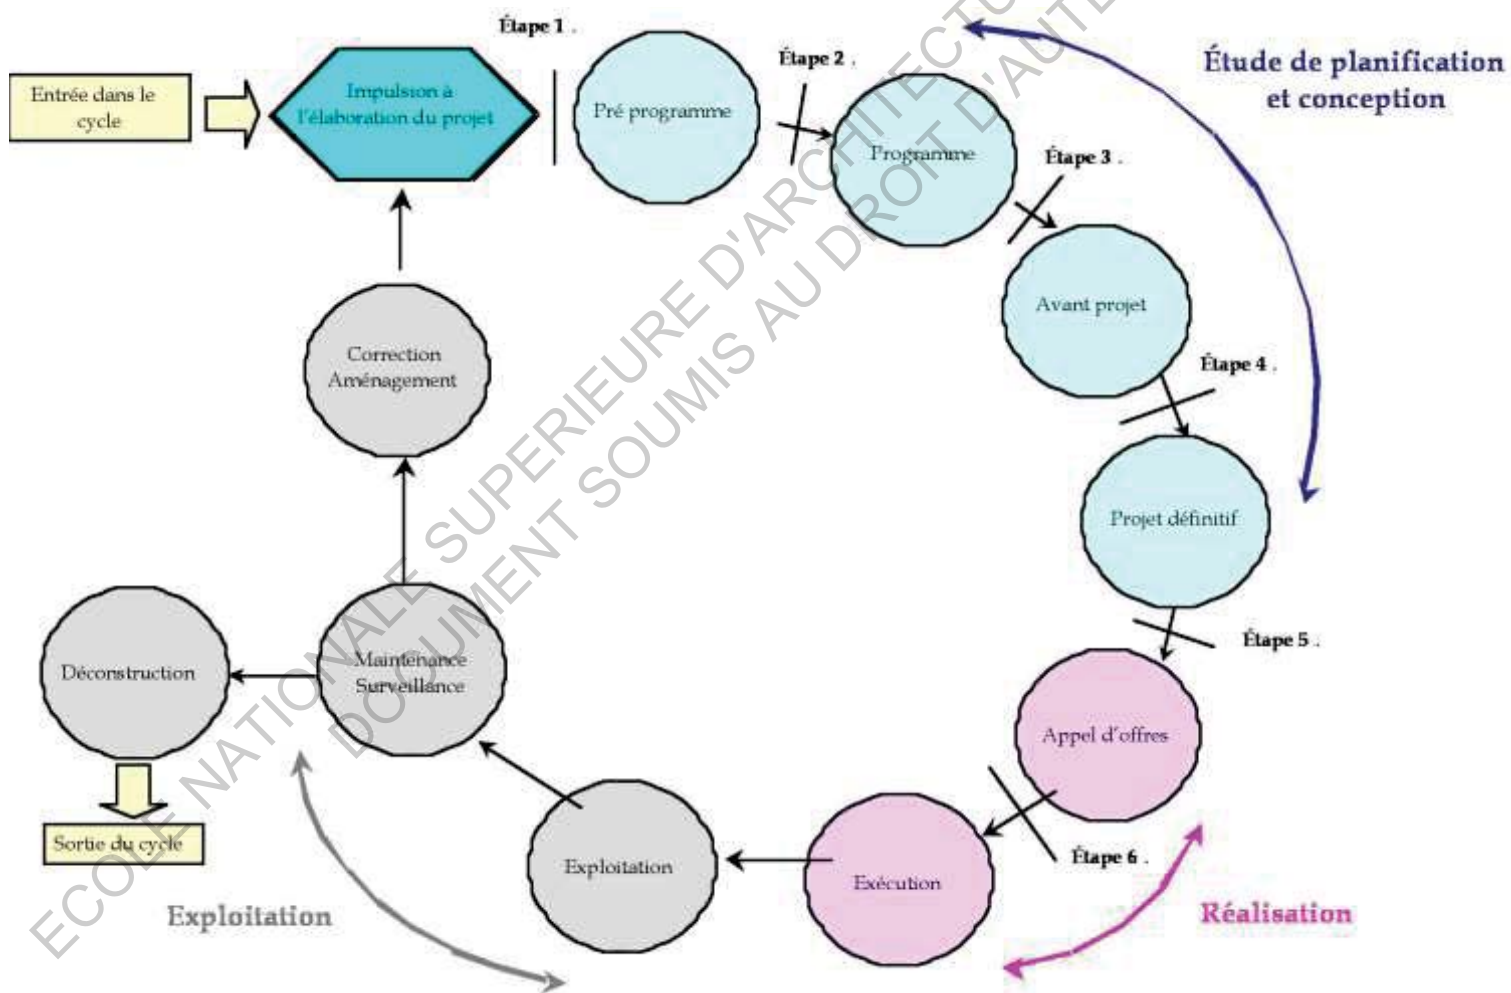 Étape 1 .
Étape 2 .
Étude de planification
et conception
Entrée dans le
cycle
Impulsion à
l'élaboration du projet
Pré programme
Programme
Étape 3 .
Avant projet
Étape 4 .
Correction
Aménagement
Projet définitif
Étape 5 .
Déconstruction
Maintenance
Surveillance
Appel d'offres
Sortie du cycle
Exploitation
Exécution
Étape 6 .
Exploitation
Réalisation
ECOLE NATIONALE SUPERIEURE D'ARCHITECTU
DOCUMENT SOUMIS AU DROIT D'AUTE